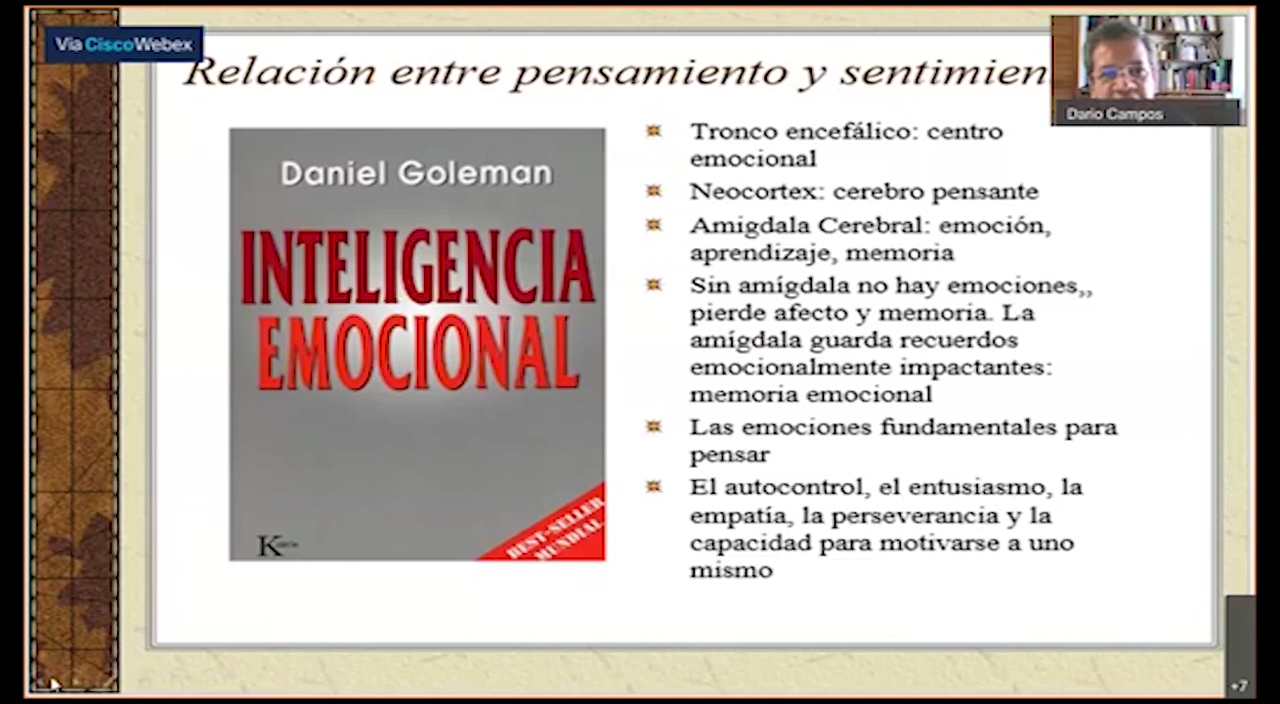 Vía CiscoWebex
Relación entre pensamiento y sentimien
Dario Campos
Daniel Goleman
INTELIGENCIA
EMOCIONAL
BEST-SELLER
MUNDIAL
Tronco encefálico: centro
emocional
Neocortex: cerebro pensante
Amigdala Cerebral: emoción,
aprendizaje, memoria
Sin amígdala no hay emociones,,
pierde afecto y memoria. La
amígdala guarda recuerdos
emocionalmente impactantes:
memoria emocional
Las emociones fundamentales para
pensar
El autocontrol, el entusiasmo, la
empatía, la perseverancia y la
capacidad para motivarse a uno
mismo
+7